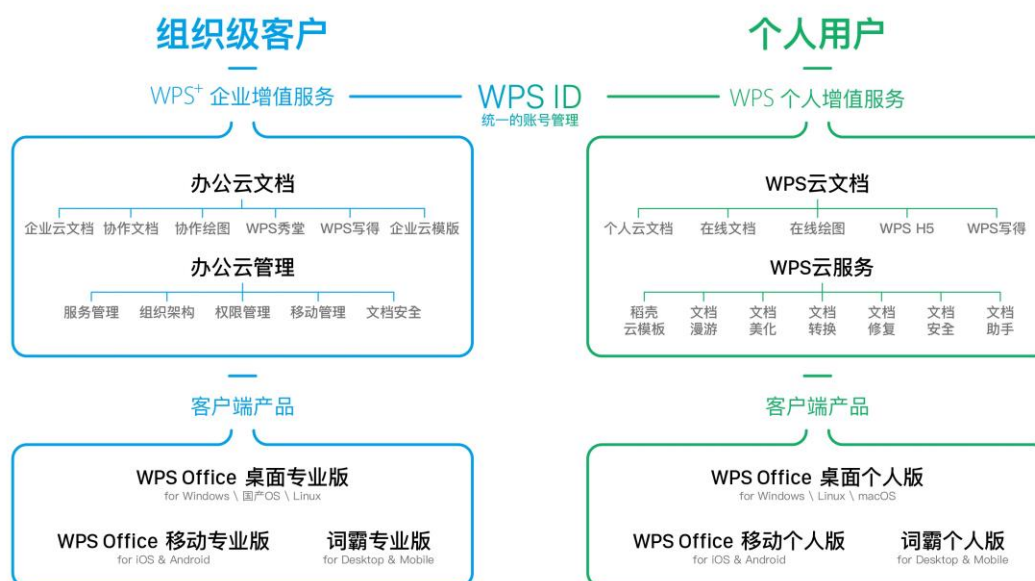 组织级客户
个人用户
WPS+ 企业增值服务
WPS ID
统一的账号管理
WPS 个人增值服务
办公云文档
企业云文档 协作文档 协作绘图 WPS秀堂 WPS写得 企业云模版
办公云管理
服务管理 组织架构 权限管理 移动管理 文档安全
WPS云文档
个人云文档 在线文档 在线绘图 WPS H5 WPS写得
WPS云服务
稻壳 文档 文档 文档 文档 文档 文档
云模板 漫游 美化 转换 修复 安全 助手
客户端产品
WPS Office 桌面专业版
for Windows \ 国产OS \ Linux
WPS Office 移动专业版 词霸专业版
for iOS & Android for Desktop & Mobile
客户端产品
WPS Office 桌面个人版
for Windows \ Linux \ macOS
WPS Office 移动个人版 词霸个人版
for iOS & Android for Desktop & Mobile